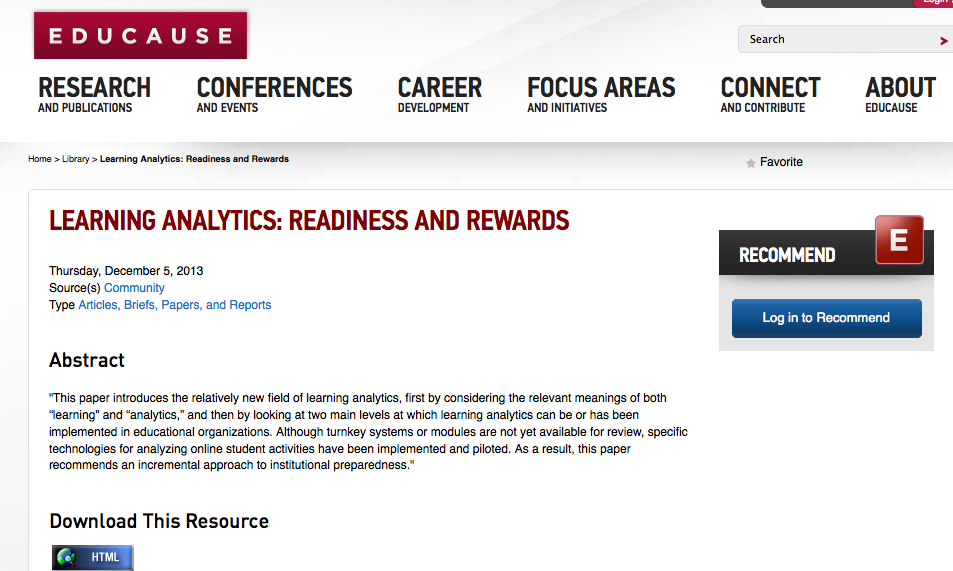 Login
EDUCAUSE
Search
RESEARCH
AND PUBLICATIONS
CONFERENCES
AND EVENTS
CAREER
DEVELOPMENT
FOCUS AREAS
AND INITIATIVES
CONNECT
AND CONTRIBUTE
ABOUT
EDUCAUSE
Home > Library > Learning Analytics: Readiness and Rewards
Favorite
LEARNING ANALYTICS: READINESS AND REWARDS
Thursday, December 5, 2013
Source(s) Community
Type Articles, Briefs, Papers, and Reports
RECOMMEND
E
Log in to Recommend
Abstract
"This paper introduces the relatively new field of learning analytics, first by considering the relevant meanings of both
“learning” and “analytics,” and then by looking at two main levels at which learning analytics can be or has been
implemented in educational organizations. Although turnkey systems or modules are not yet available for review, specific
technologies for analyzing online student activities have been implemented and piloted. As a result, this paper
recommends an incremental approach to institutional preparedness."
Download This Resource
HTML